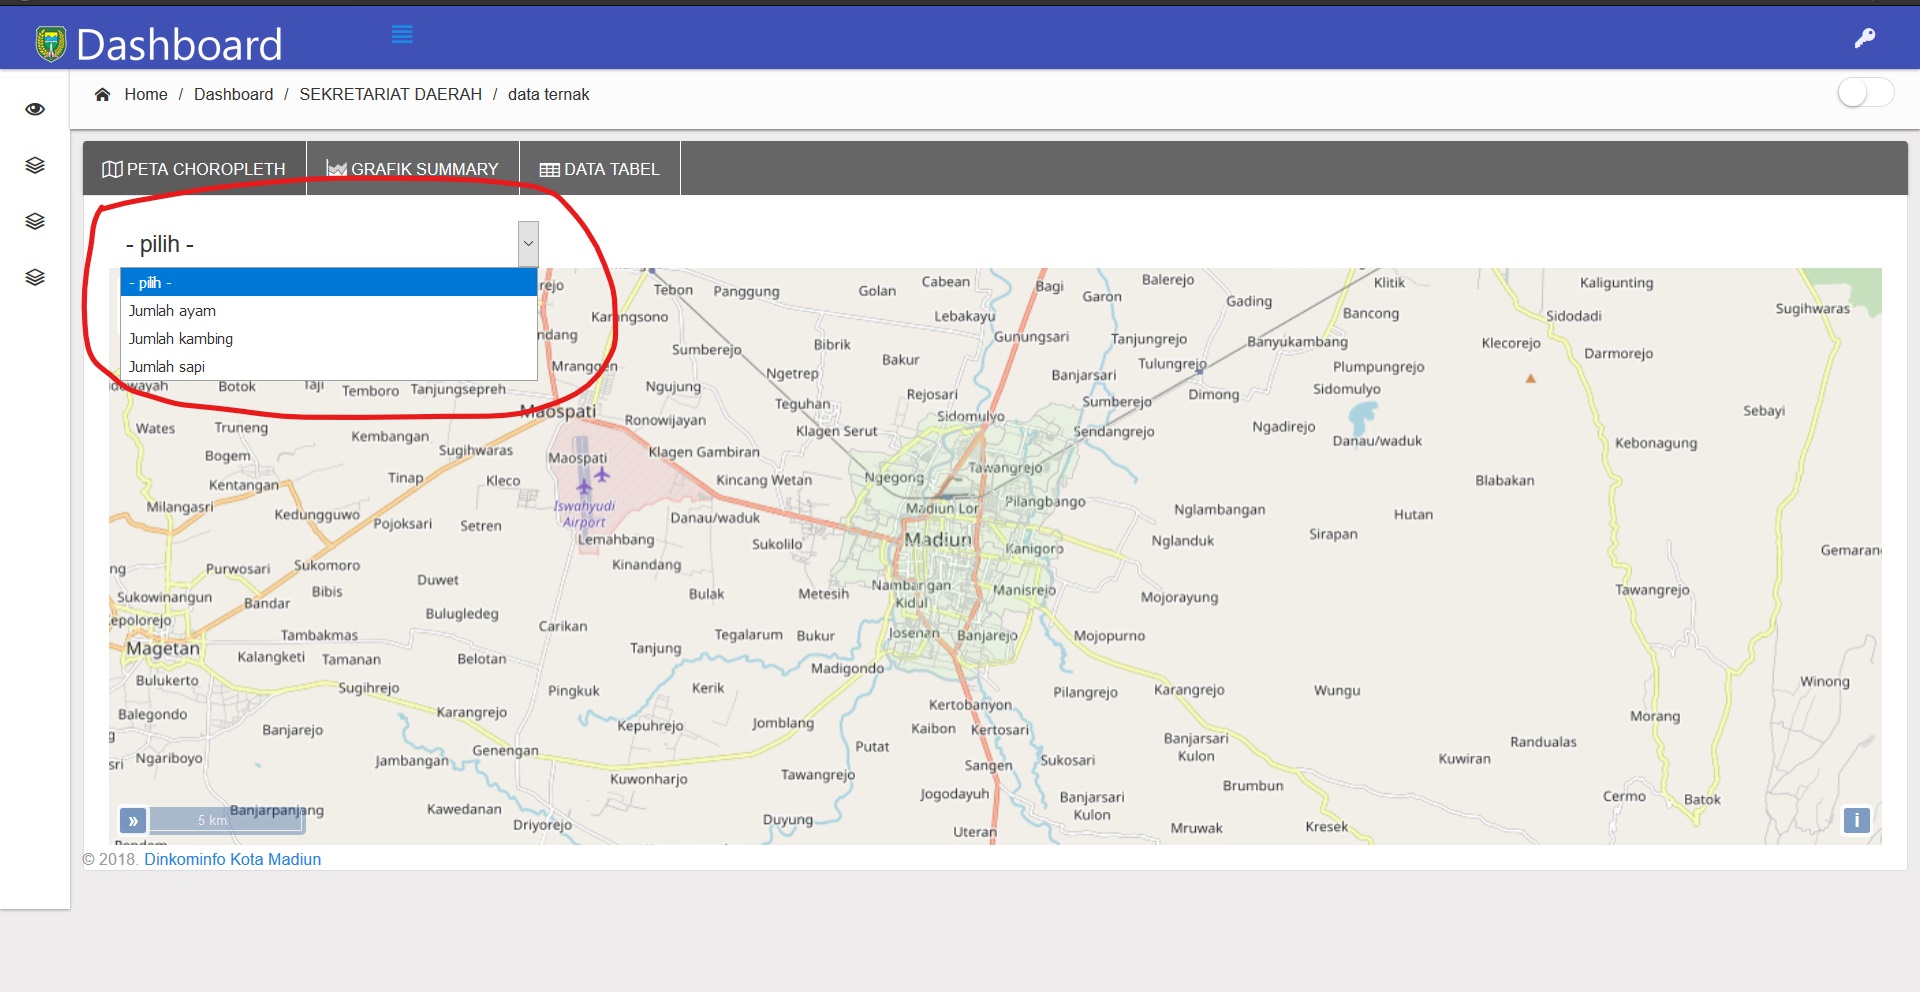 Dashboard
Home / Dashboard / SEKRETARIAT DAERAH / data ternak
PETA CHOROPLETH
GRAFIK SUMMARY
DATA TABEL
- pilih -
- pilih -
Jumlah ayam
Jumlah kambing
Jumlah sapi
rejo
Tebon
Panggung
Golan
Cabean
Bagi
Garon
Balerejo
Gading
Klitik
Kaligunting
Sugihwaras
Karangsono
Lebakayu
Bancong
Sidodadi
ndang
Sumberejo
Bibrik
Gunungsari
Tanjungrejo
Banyukambang
Klecorejo
Darmorejo
Mranggen
Ngujung
Ngetrep
Bakur
Banjarsari
Tulungrejo
Plumpungrejo
Sidomulyo
Botok
Taji
Temboro
Tanjungsepreh
Teguhan
Rejosari
Sumberejo
Dimong
Maospati
Ronowijayan
Sidomulyo
Sebayi
Wates
Truneng
Kembangan
Klagen Serut
Sendangrejo
Ngadirejo
Danau/waduk
Kebonagung
Bogem
Sugihwaras
Maospati
Klagen Gambiran
Tawangrejo
Kentangan
Tinap
Kleco
Kincang Wetan
Ngegong
Pilangbango
Blabakan
Milangasri
Kedungguwo
Pojoksari
Setren
Iswahyudi
Airport
Danau/waduk
Madiun Lor
Nglambangan
Hutan
Lemahbang
Sukolilo
Madiun
Kanigoro
Nglanduk
Sirapan
Gemaran
ng
Purwosari
Sukomoro
Duwet
Kinandang
Sukowinangun
Bandar
Bibis
Bulugledeg
Bulak
Metesih
Nambangan
Kidul
Manisrejo
Mojorayung
Tawangrejo
epolorejo
Tambakmas
Carikan
Tegalarum
Bukur
Josenan
Banjarejo
Mojopurno
Magetan
Kalangketi
Tamanan
Belotan
Tanjung
Madigondo
Bulukerto
Sugihrejo
Pingkuk
Kerik
Pilangrejo
Karangrejo
Wungu
Winong
Balegondo
Karangrejo
Kepuhrejo
Jomblang
Kertobanyon
Morang
Banjarejo
Kaibon
Kertosari
Banjarsari
Kulon
Randualas
sri
Ngariboyo
Jambangan
Genengan
Putat
Sangen
Sukosari
Kuwiran
Kuwonharjo
Tawangrejo
Jogodayuh
Banjarsari
Kulon
Brumbun
Cermo
Batok
Banjarpanjang
Kawedanan
Driyorejo
Duyung
Uteran
Mruwak
Kresek
» 5 km
i
© 2018. Dinkominfo Kota Madiun